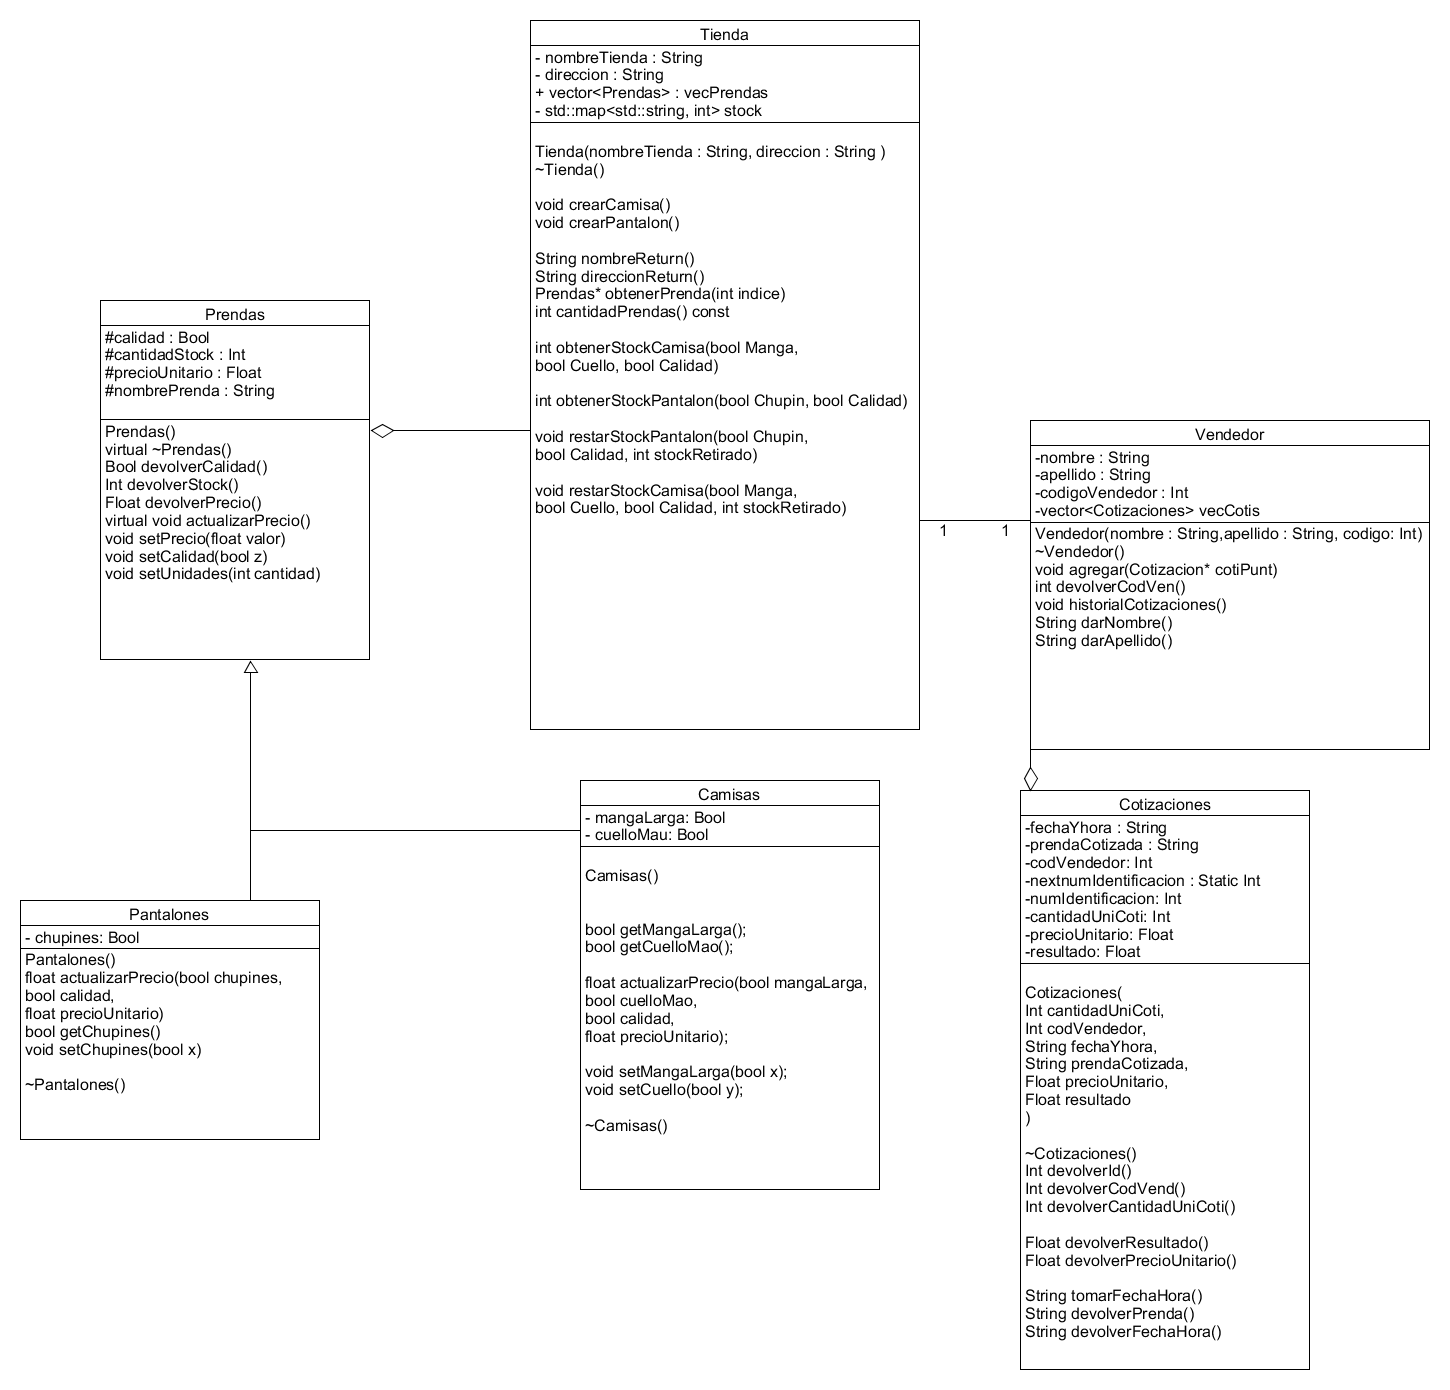 Tienda
- nombreTienda : String
- direccion : String
+ vector<Prendas> : vecPrendas
- std::map<std::string, int> stock
Tienda(nombreTienda : String, direccion : String )
~Tienda()
void crearCamisa()
void crearPantalon()
String nombreReturn()
String direccionReturn()
Prendas* obtenerPrenda(int indice)
int cantidadPrendas() const
int obtenerStockCamisa(bool Manga,
bool Cuello, bool Calidad)
int obtenerStockPantalon(bool Chupin, bool Calidad)
void restarStockPantalon(bool Chupin,
bool Calidad, int stockRetirado)
void restarStockCamisa(bool Manga,
bool Cuello, bool Calidad, int stockRetirado)
Prendas
#calidad : Bool
#cantidadStock : Int
#precioUnitario : Float
#nombrePrenda : String
Prendas()
virtual ~Prendas()
Bool devolverCalidad()
Int devolverStock()
Float devolverPrecio()
virtual void actualizarPrecio()
void setPrecio(float valor)
void setCalidad(bool z)
void setUnidades(int cantidad)
1 1
Vendedor
-nombre : String
-apellido : String
-codigoVendedor : Int
-vector<Cotizaciones> vecCotis
Vendedor(nombre : String,apellido : String, codigo: Int)
~Vendedor()
void agregar(Cotizacion* cotiPunt)
int devolverCodVen()
void historialCotizaciones()
String darNombre()
String darApellido()
Camisas
- mangaLarga: Bool
- cuelloMau: Bool
Camisas()
bool getMangaLarga();
bool getCuelloMao();
float actualizarPrecio(bool mangaLarga,
bool cuelloMao,
bool calidad,
float precioUnitario);
void setMangaLarga(bool x);
void setCuello(bool y);
~Camisas()
Pantalones
- chupines: Bool
Pantalones()
float actualizarPrecio(bool chupines,
bool calidad,
float precioUnitario)
bool getChupines()
void setChupines(bool x)
~Pantalones()
Cotizaciones
-fechaYhora : String
-prendaCotizada : String
-codVendedor: Int
-nextnumIdentificacion : Static Int
-numIdentificacion: Int
-cantidadUniCoti: Int
-precioUnitario: Float
-resultado: Float
Cotizaciones(
Int cantidadUniCoti,
Int codVendedor,
String fechaYhora,
String prendaCotizada,
Float precioUnitario,
Float resultado
)
~Cotizaciones()
Int devolverId()
Int devolverCodVend()
Int devolverCantidadUniCoti()
Float devolverResultado()
Float devolverPrecioUnitario()
String tomarFechaHora()
String devolverPrenda()
String devolverFechaHora()